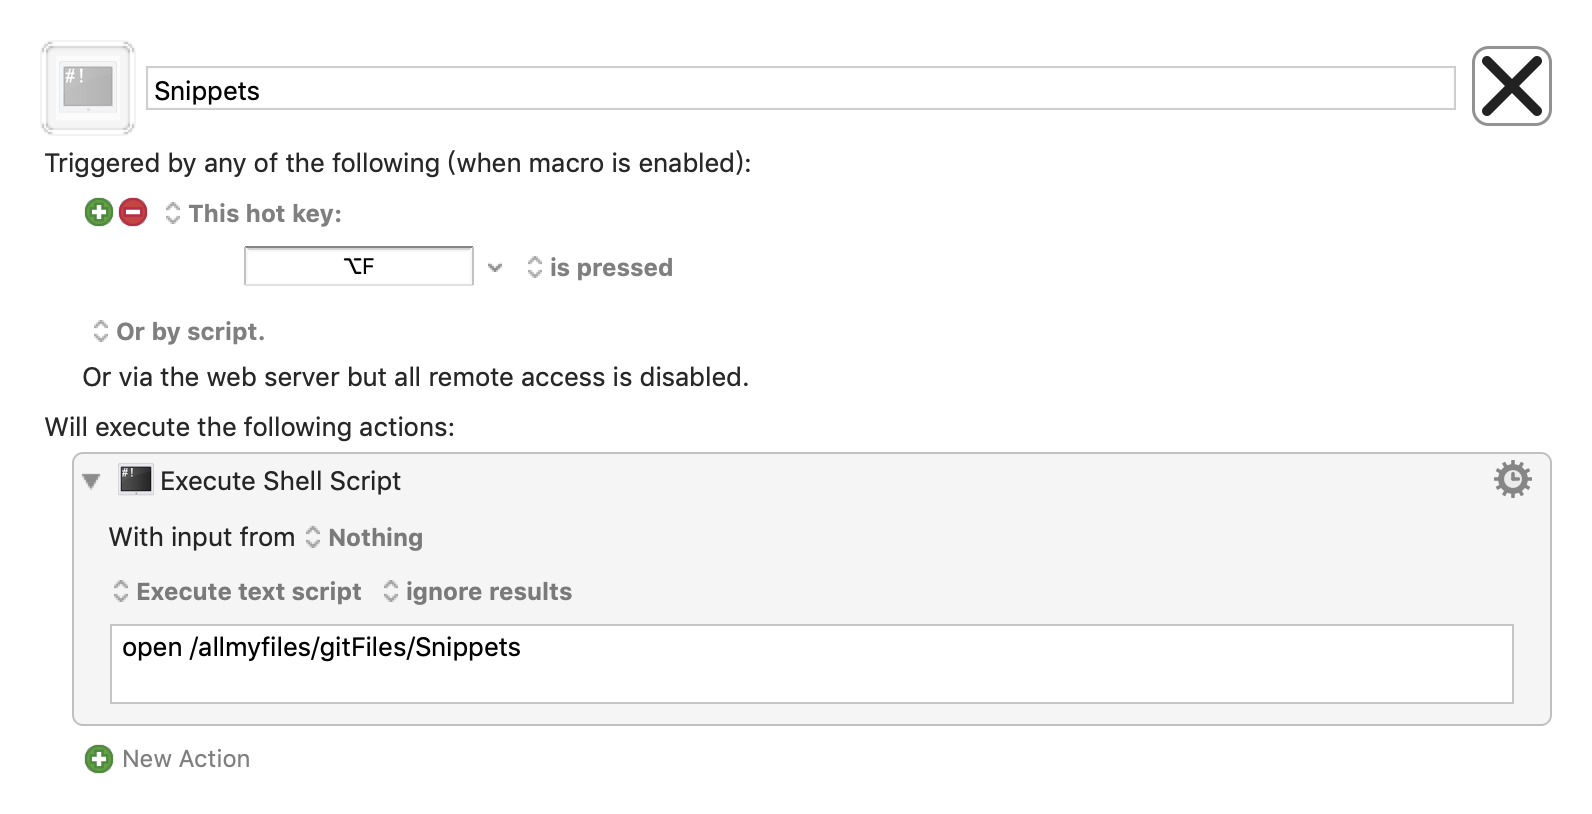 #!
Snippets
Triggered by any of the following (when macro is enabled):
This hot key:
⌥F
is pressed
Or by script.
Or via the web server but all remote access is disabled.
Will execute the following actions:
#!
Execute Shell Script
With input from Nothing
Execute text script ignore results
open /allmyfiles/gitFiles/Snippets
New Action